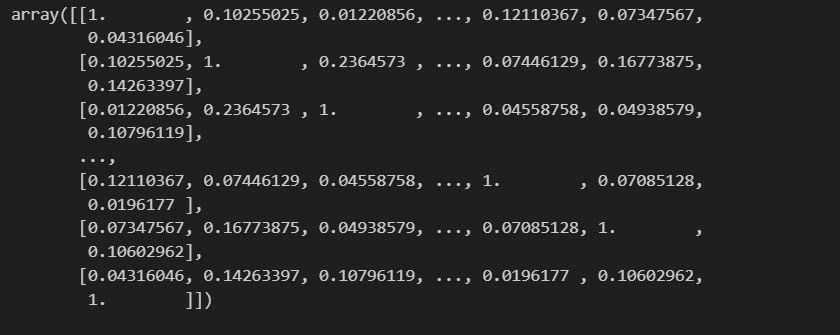 array([[1.        , 0.10255025, 0.01220856, ..., 0.12110367, 0.07347567,
        0.04316046],
       [0.10255025, 1.        , 0.2364573 , ..., 0.07446129, 0.16773875,
        0.14263397],
       [0.01220856, 0.2364573 , 1.        , ..., 0.04558758, 0.04938579,
        0.10796119],
       ...,
       [0.12110367, 0.07446129, 0.04558758, ..., 1.        , 0.07085128,
        0.0196177 ],
       [0.07347567, 0.16773875, 0.04938579, ..., 0.07085128, 1.        ,
        0.10602962],
       [0.04316046, 0.14263397, 0.10796119, ..., 0.0196177 , 0.10602962,
        1.        ]])